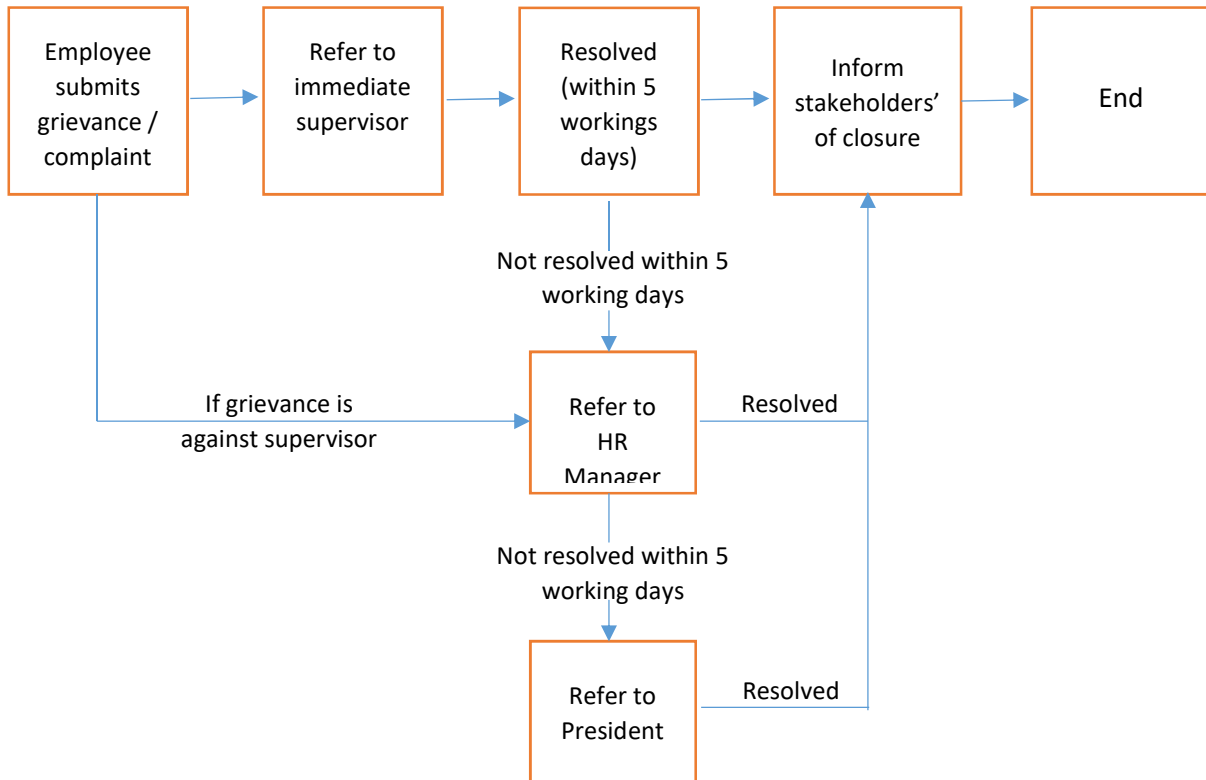 Employee
submits
grievance /
complaint
Refer to
immediate
supervisor
Resolved
(within 5
workings
days)
Inform
stakeholders’
of closure
End
Not resolved within 5
working days
If grievance is
against supervisor
Refer to
HR
Manager
Resolved
Not resolved within 5
working days
Refer to
President
Resolved